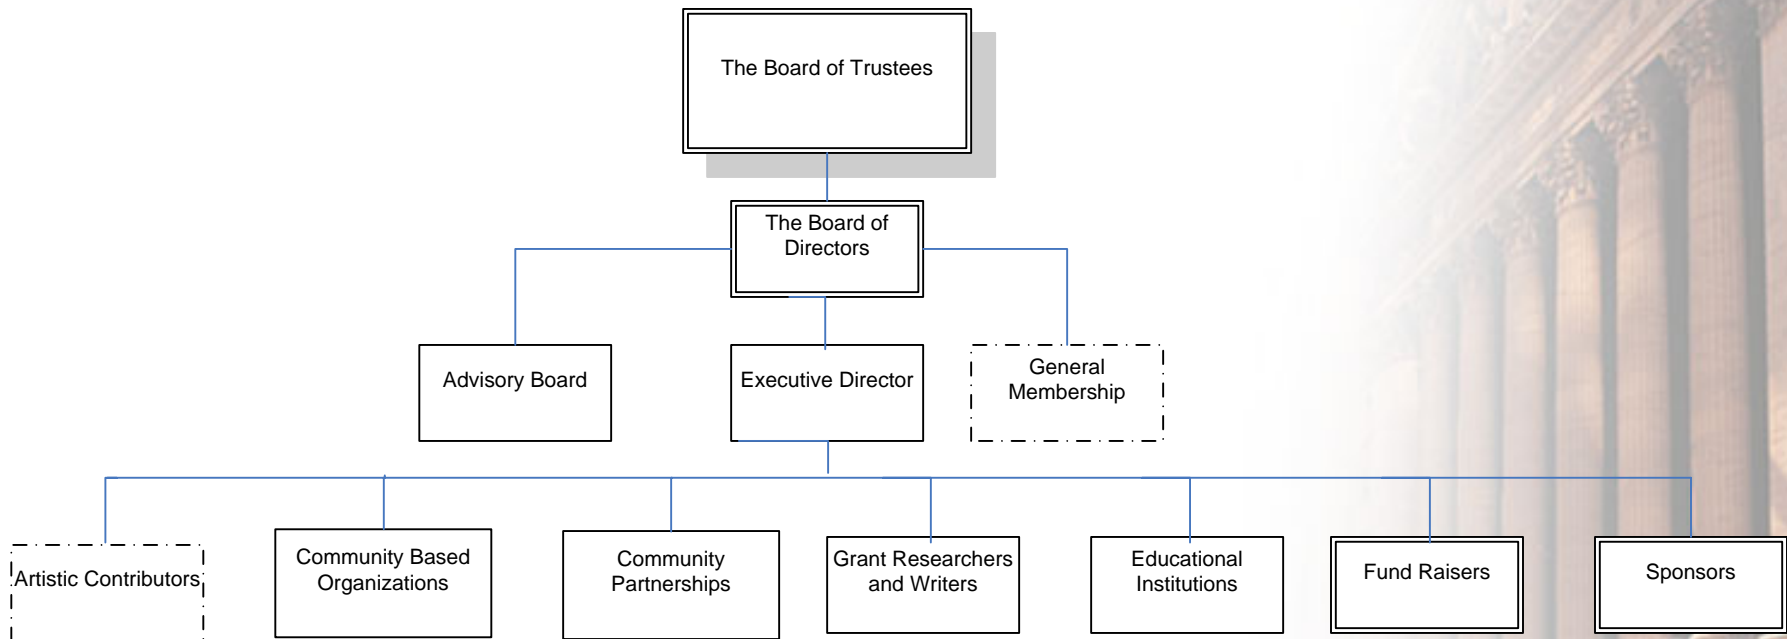 The Board of Trustees
The Board of
Directors
Advisory Board
Executive Director
General
Membership
Artistic Contributors
Community Based
Organizations
Community
Partnerships
Grant Researchers
and Writers
Educational
Institutions
Fund Raisers
Sponsors